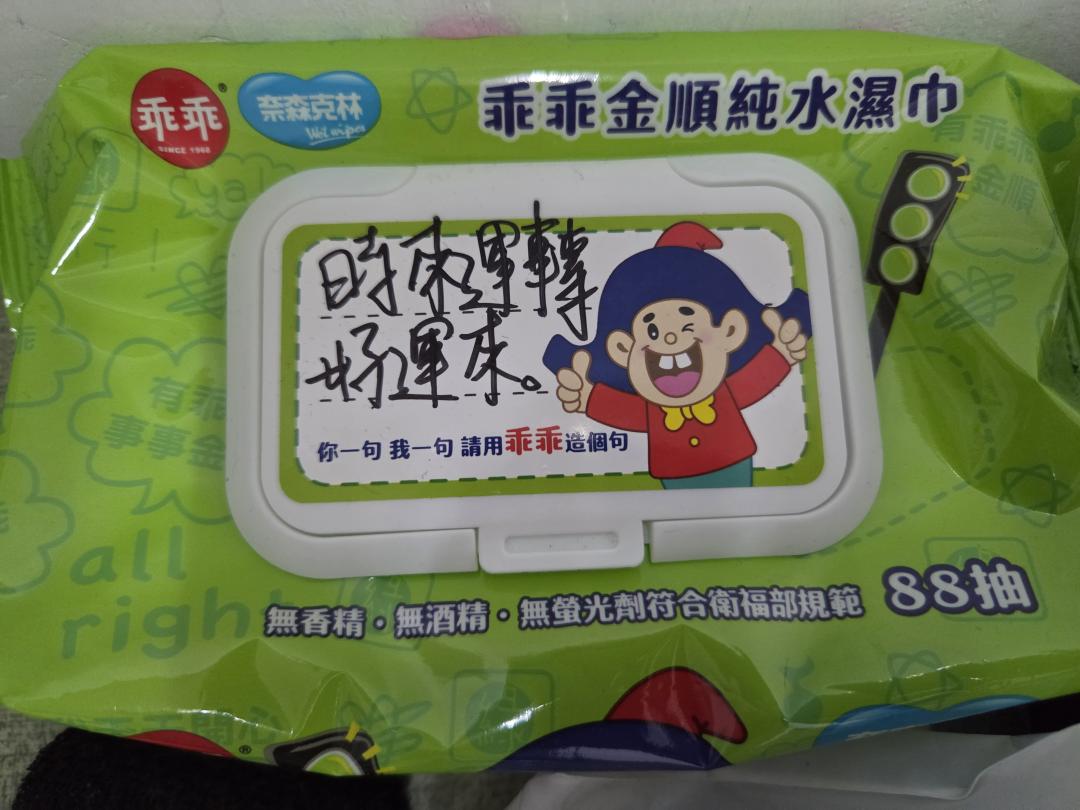 乖乖®
SINCE 1968
奈森克林
Wet wipes
乖乖金順純水濕巾
有乖乖
金順
時來運轉
好運來。
你一句 我一句 請用乖乖造個句
有乖
事事金
all
right
無香精・無酒精・無螢光劑符合衛福部規範
88抽